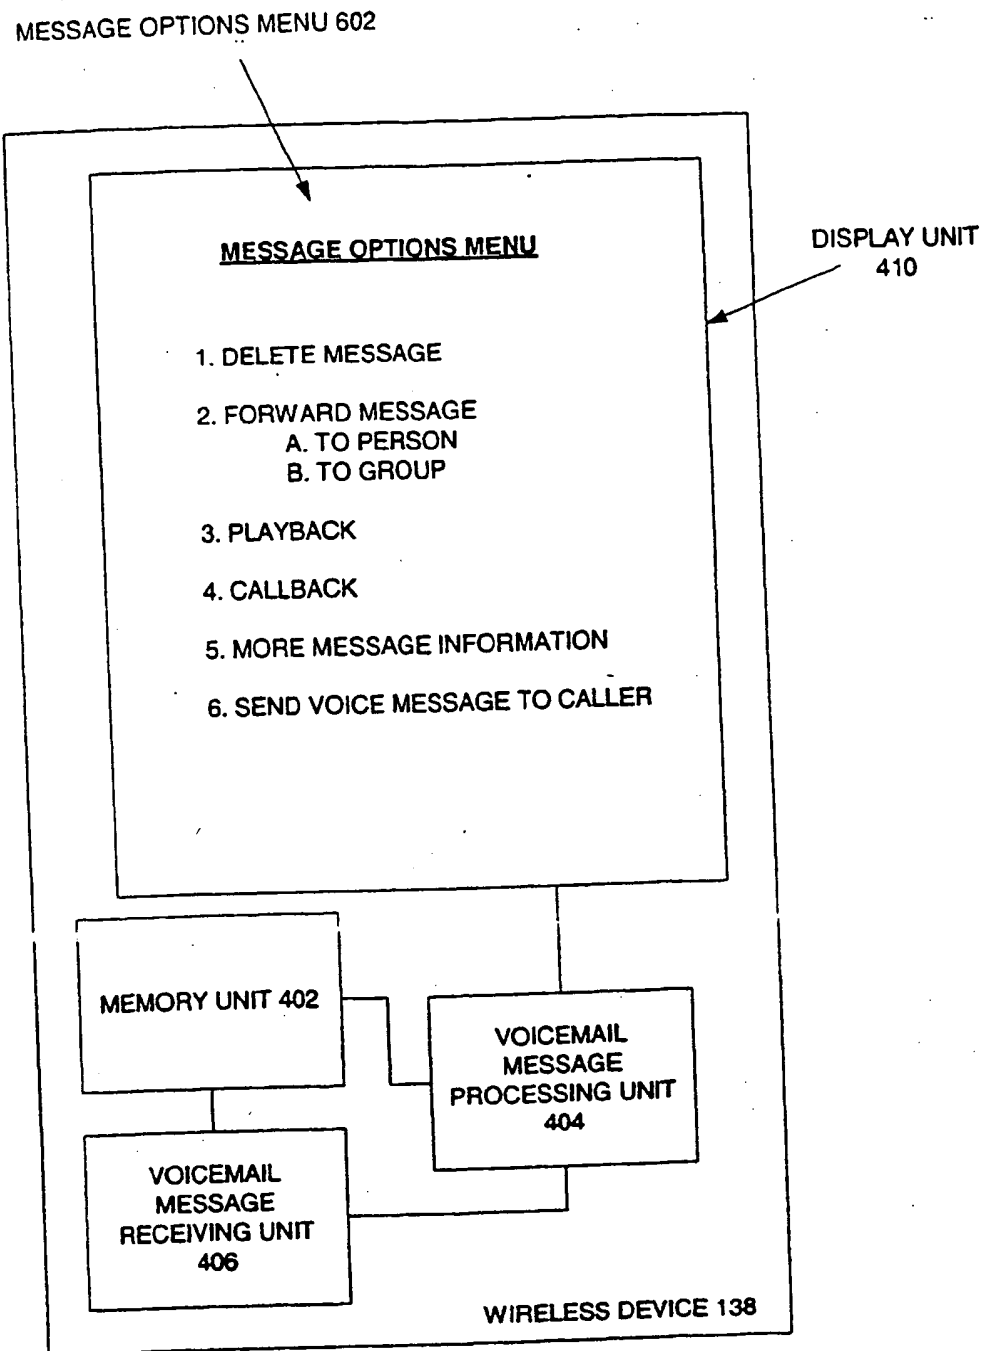 MESSAGE OPTIONS MENU 602
MESSAGE OPTIONS MENU
DISPLAY UNIT
410
1. DELETE MESSAGE
2. FORWARD MESSAGE
A. TO PERSON
B. TO GROUP
3. PLAYBACK
4. CALLBACK
5. MORE MESSAGE INFORMATION
6. SEND VOICE MESSAGE TO CALLER
MEMORY UNIT 402
VOICEMAIL
MESSAGE
PROCESSING UNIT
404
VOICEMAIL
MESSAGE
RECEIVING UNIT
406
WIRELESS DEVICE 138